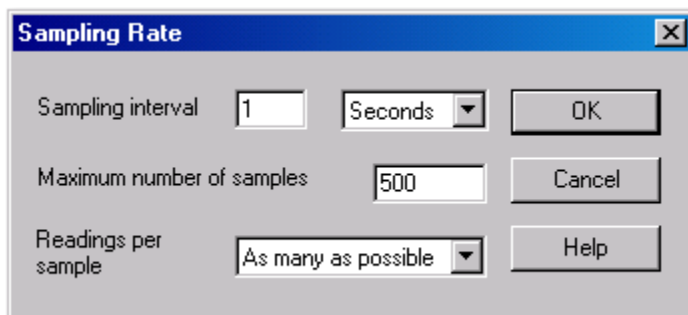 Sampling Rate
Sampling interval 1 Seconds OK
Maximum number of samples 500 Cancel
Readings per
sample As many as possible Help